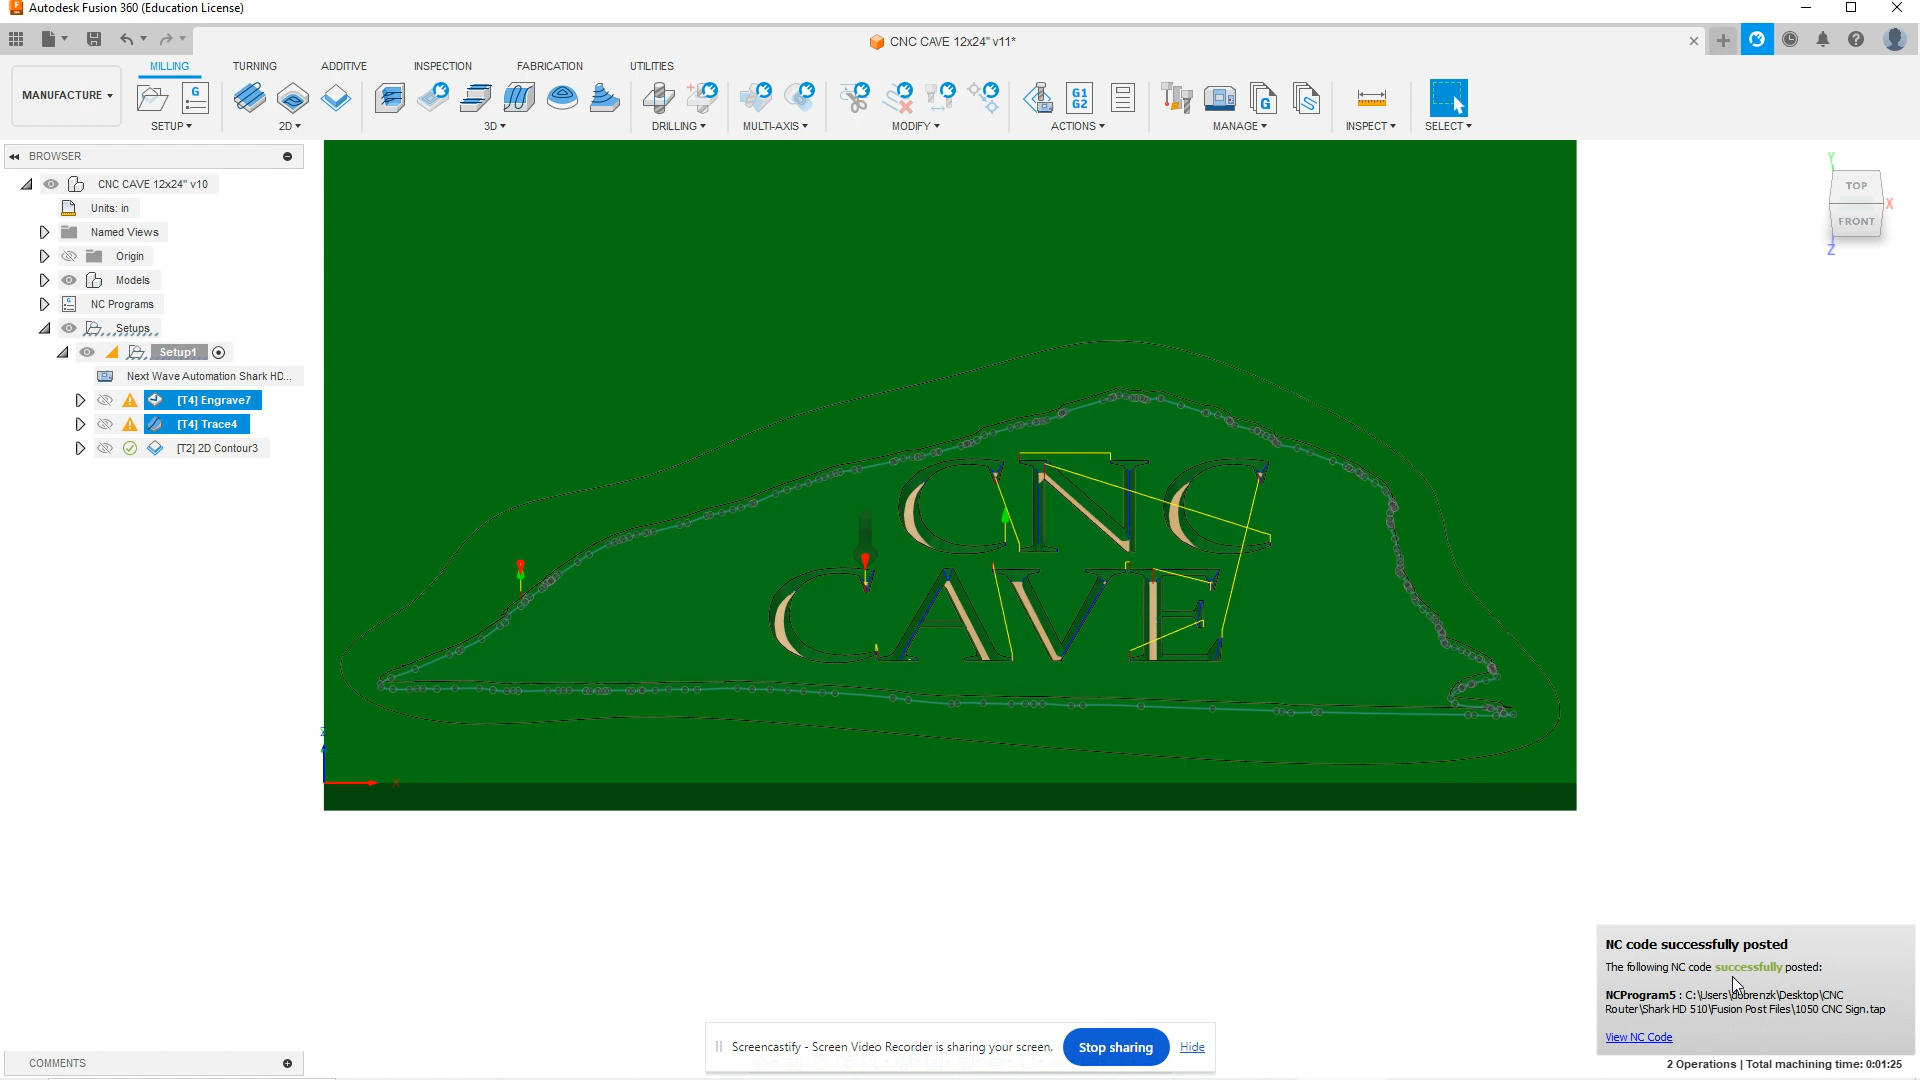 Autodesk Fusion 360 (Education License)
CNC CAVE 12x24" v11*
MANUFACTURE
MILLING
TURNING
ADDITIVE
INSPECTION
FABRICATION
UTILITIES
SETUP
2D
3D
DRILLING
MULTI-AXIS
MODIFY
ACTIONS
MANAGE
INSPECT
SELECT
G1
G2
BROWSER
CNC CAVE 12x24" v10
Units: in
Named Views
Origin
Models
NC Programs
Setups
Setup1
Next Wave Automation Shark HD...
[T4] Engrave7
[T4] Trace4
[T2] 2D Contour3
CNC
CAVE
Z
X
Y
TOP
X
FRONT
Z
NC code successfully posted
The following NC code successfully posted:
NCProgram5 : C:\Users\dobrenzk\Desktop\CNC
Router\Shark HD 510\Fusion Post Files\1050 CNC Sign.tap
View NC Code
Screencastify - Screen Video Recorder is sharing your screen.
Stop sharing
Hide
COMMENTS
2 Operations | Total machining time: 0:01:25